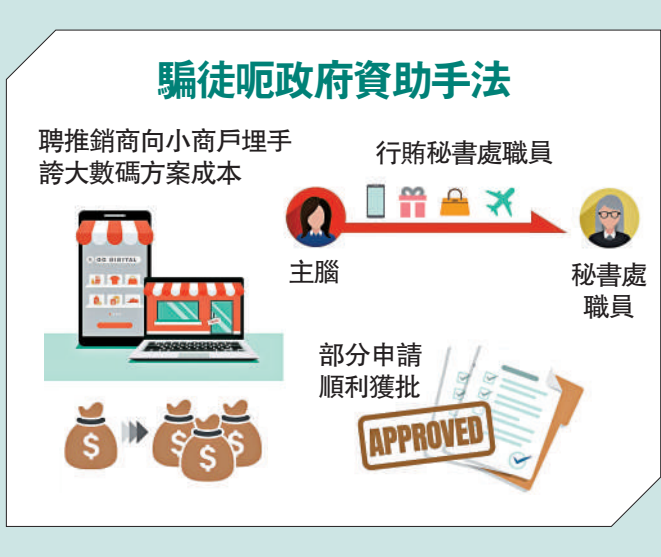 騙徒呃政府資助手法
聘推銷商向小商戶埋手
誇大數碼方案成本
GO DIGITAL
行賄秘書處職員
主腦
秘書處
職員
部分申請
順利獲批
APPROVED
$
$
$
$